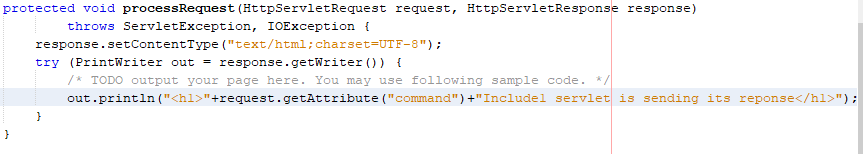 protected void processRequest(HttpServletRequest request, HttpServletResponse response)
throws ServletException, IOException {
response.setContentType("text/html;charset=UTF-8");
try (PrintWriter out = response.getWriter()) {
/* TODO output your page here. You may use following sample code. */
out.println("<h1>"+request.getAttribute("command")+"Include1 servlet is sending its reponse</h1>");
}
}